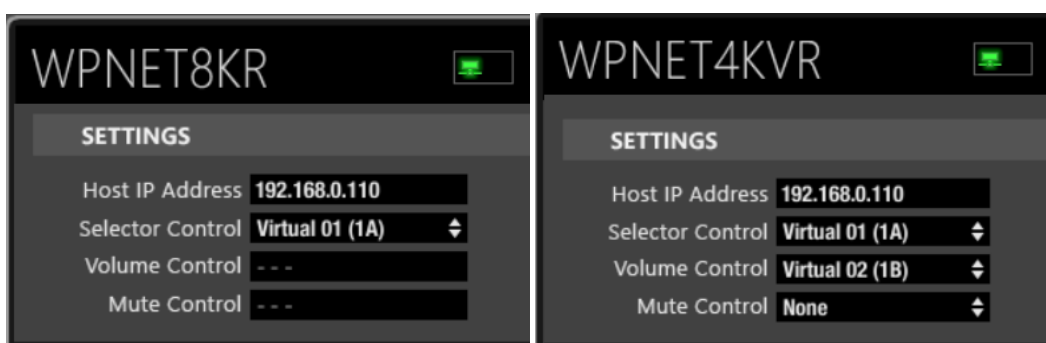 WPNET8KR
SETTINGS
Host IP Address 192.168.0.110
Selector Control Virtual 01 (1A)
Volume Control - - -
Mute Control - - -
WPNET4KVR
SETTINGS
Host IP Address 192.168.0.110
Selector Control Virtual 01 (1A)
Volume Control Virtual 02 (1B)
Mute Control None